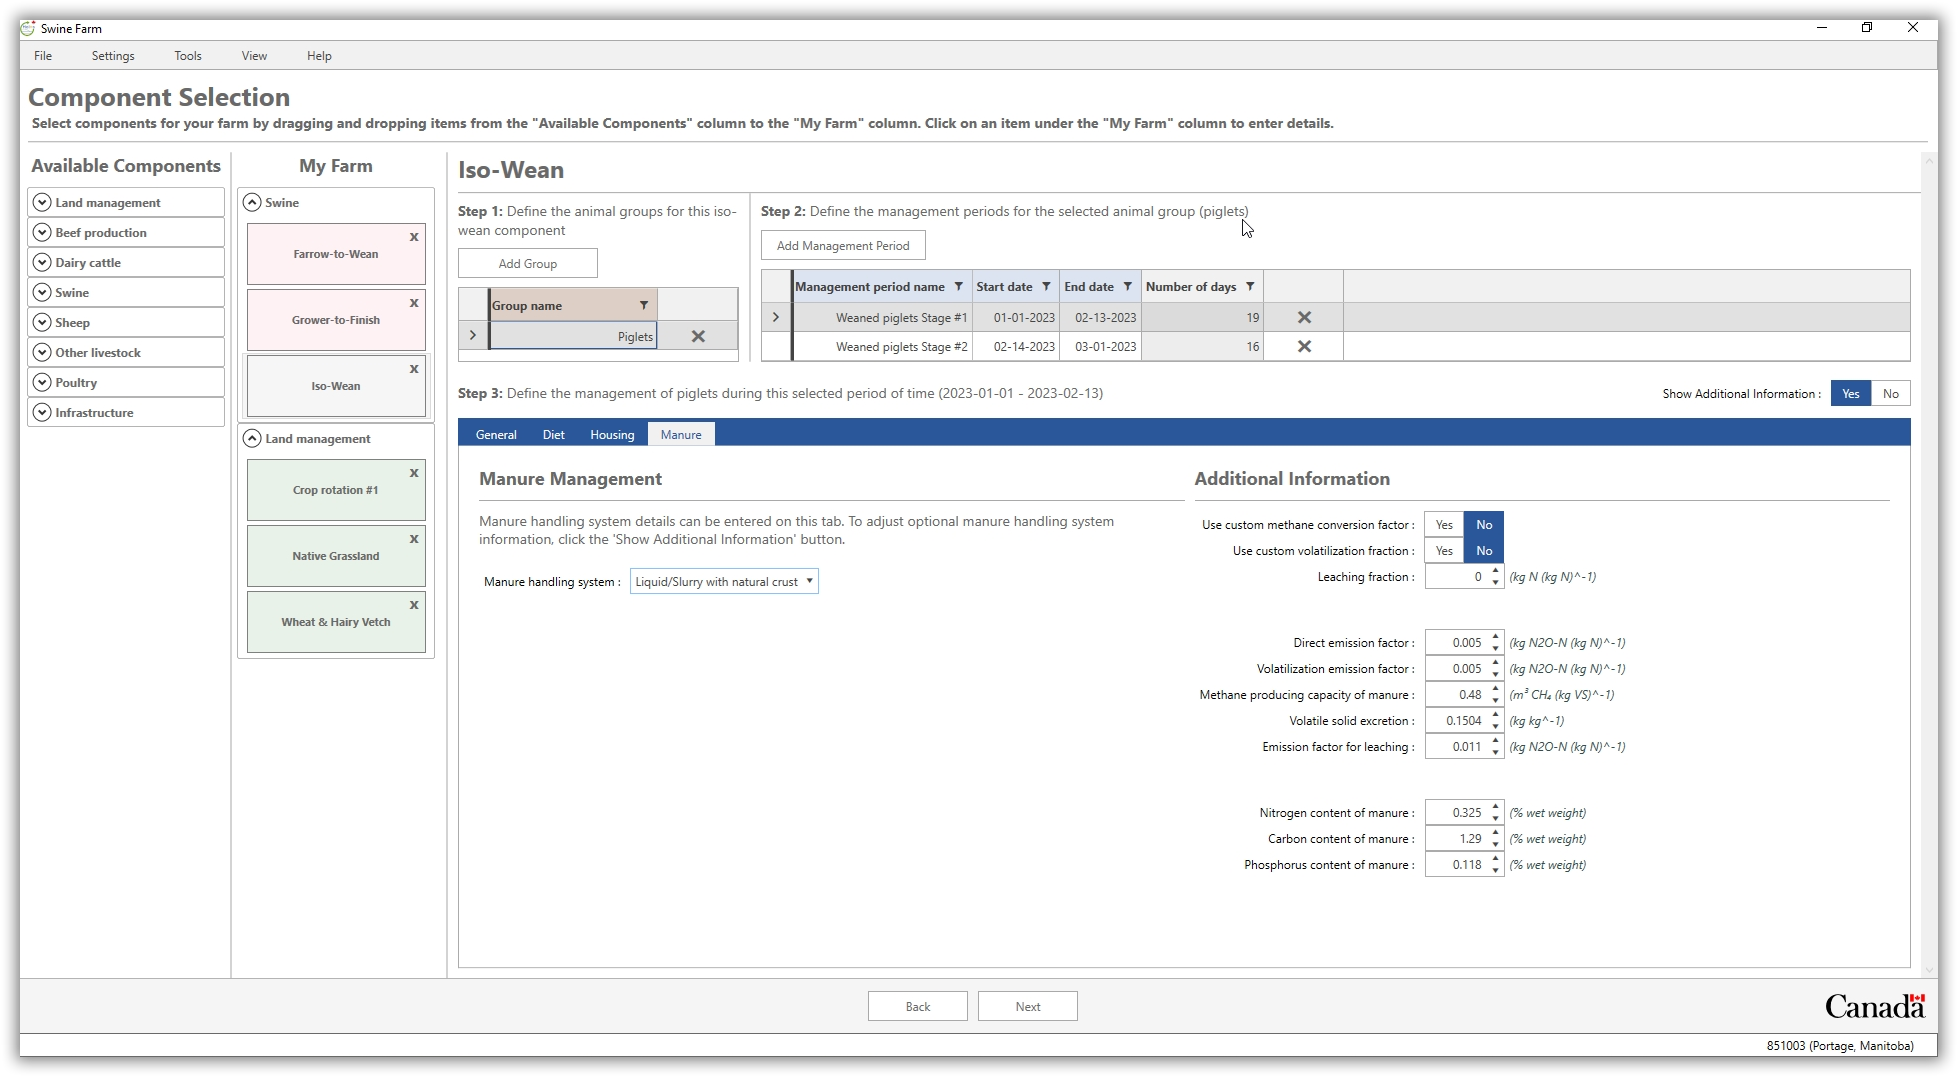 Swine Farm
File Settings Tools View Help
Component Selection
Select components for your farm by dragging and dropping items from the "Available Components" column to the "My Farm" column. Click on an item under the "My Farm" column to enter details.
Available Components
Land management
Beef production
Dairy cattle
Swine
Sheep
Other livestock
Poultry
Infrastructure
My Farm
Swine
x
Farrow-to-Wean
x
Grower-to-Finish
x
Iso-Wean
Land management
x
Crop rotation #1
x
Native Grassland
x
Wheat & Hairy Vetch
Iso-Wean
Step 1: Define the animal groups for this iso-
wean component
Add Group
Group name
Piglets
Step 2: Define the management periods for the selected animal group (piglets)
Add Management Period
Management period name Start date End date Number of days
Weaned piglets Stage #1 01-01-2023 02-13-2023 19
Weaned piglets Stage #2 02-14-2023 03-01-2023 16
Step 3: Define the management of piglets during this selected period of time (2023-01-01 - 2023-02-13)
Show Additional Information : Yes No
General Diet Housing Manure
Manure Management
Manure handling system details can be entered on this tab. To adjust optional manure handling system
information, click the 'Show Additional Information' button.
Manure handling system : Liquid/Slurry with natural crust
Additional Information
Use custom methane conversion factor : Yes No
Use custom volatilization fraction : Yes No
Leaching fraction : 0 (kg N (kg N)^-1)
Direct emission factor : 0.005 (kg N2O-N (kg N)^-1)
Volatilization emission factor : 0.005 (kg N2O-N (kg N)^-1)
Methane producing capacity of manure : 0.48 (m³ CH₄ (kg VS)^-1)
Volatile solid excretion : 0.1504 (kg kg^-1)
Emission factor for leaching : 0.011 (kg N2O-N (kg N)^-1)
Nitrogen content of manure : 0.325 (% wet weight)
Carbon content of manure : 1.29 (% wet weight)
Phosphorus content of manure : 0.118 (% wet weight)
Back Next
Canada
851003 (Portage, Manitoba)